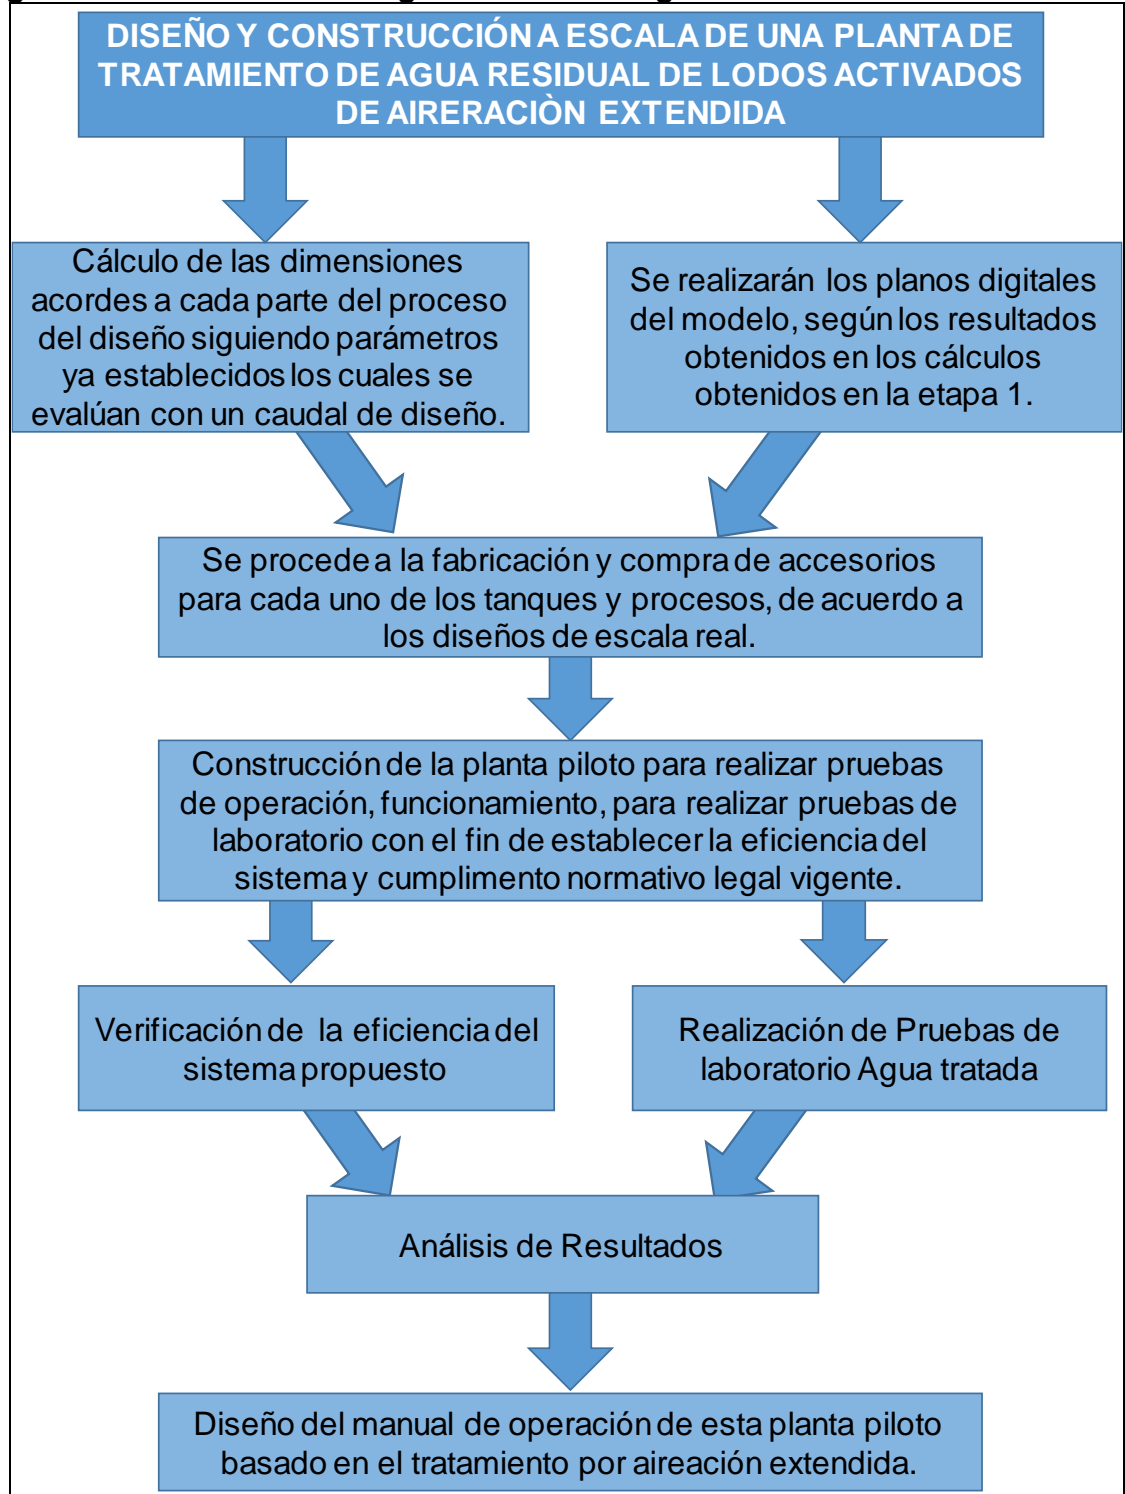 DISEÑO Y CONSTRUCCIÓN A ESCALA DE UNA PLANTA DE
TRATAMIENTO DE AGUA RESIDUAL DE LODOS ACTIVADOS
DE AIRERACIÒN EXTENDIDA
Cálculo de las dimensiones
acordes a cada parte del proceso
del diseño siguiendo parámetros
ya establecidos los cuales se
evalúan con un caudal de diseño.
Se realizarán los planos digitales
del modelo, según los resultados
obtenidos en los cálculos
obtenidos en la etapa 1.
Se procede a la fabricación y compra de accesorios
para cada uno de los tanques y procesos, de acuerdo a
los diseños de escala real.
Construcción de la planta piloto para realizar pruebas
de operación, funcionamiento, para realizar pruebas de
laboratorio con el fin de establecer la eficiencia del
sistema y cumplimento normativo legal vigente.
Verificación de la eficiencia del
sistema propuesto
Realización de Pruebas de
laboratorio Agua tratada
Análisis de Resultados
Diseño del manual de operación de esta planta piloto
basado en el tratamiento por aireación extendida.